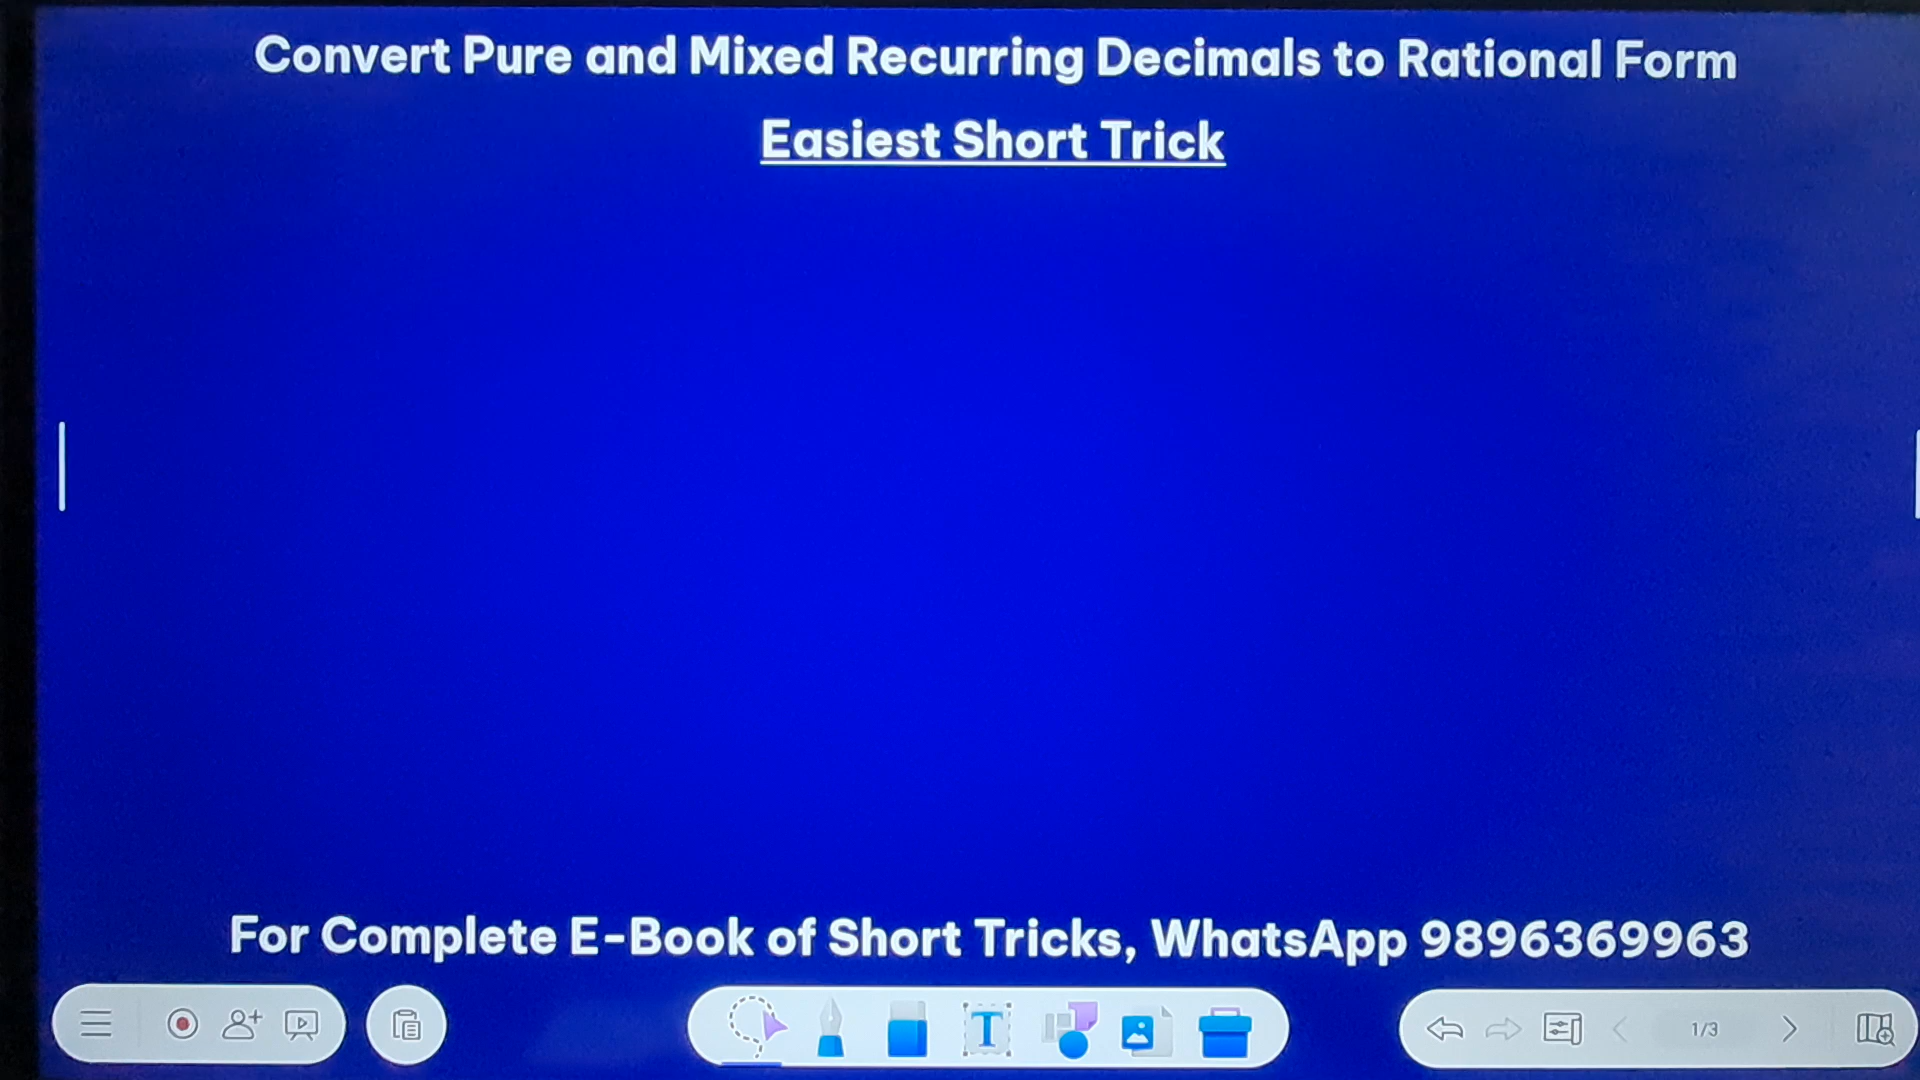 Convert Pure and Mixed Recurring Decimals to Rational Form
Easiest Short Trick
For Complete E-Book of Short Tricks, WhatsApp 9896369963
T
1/3